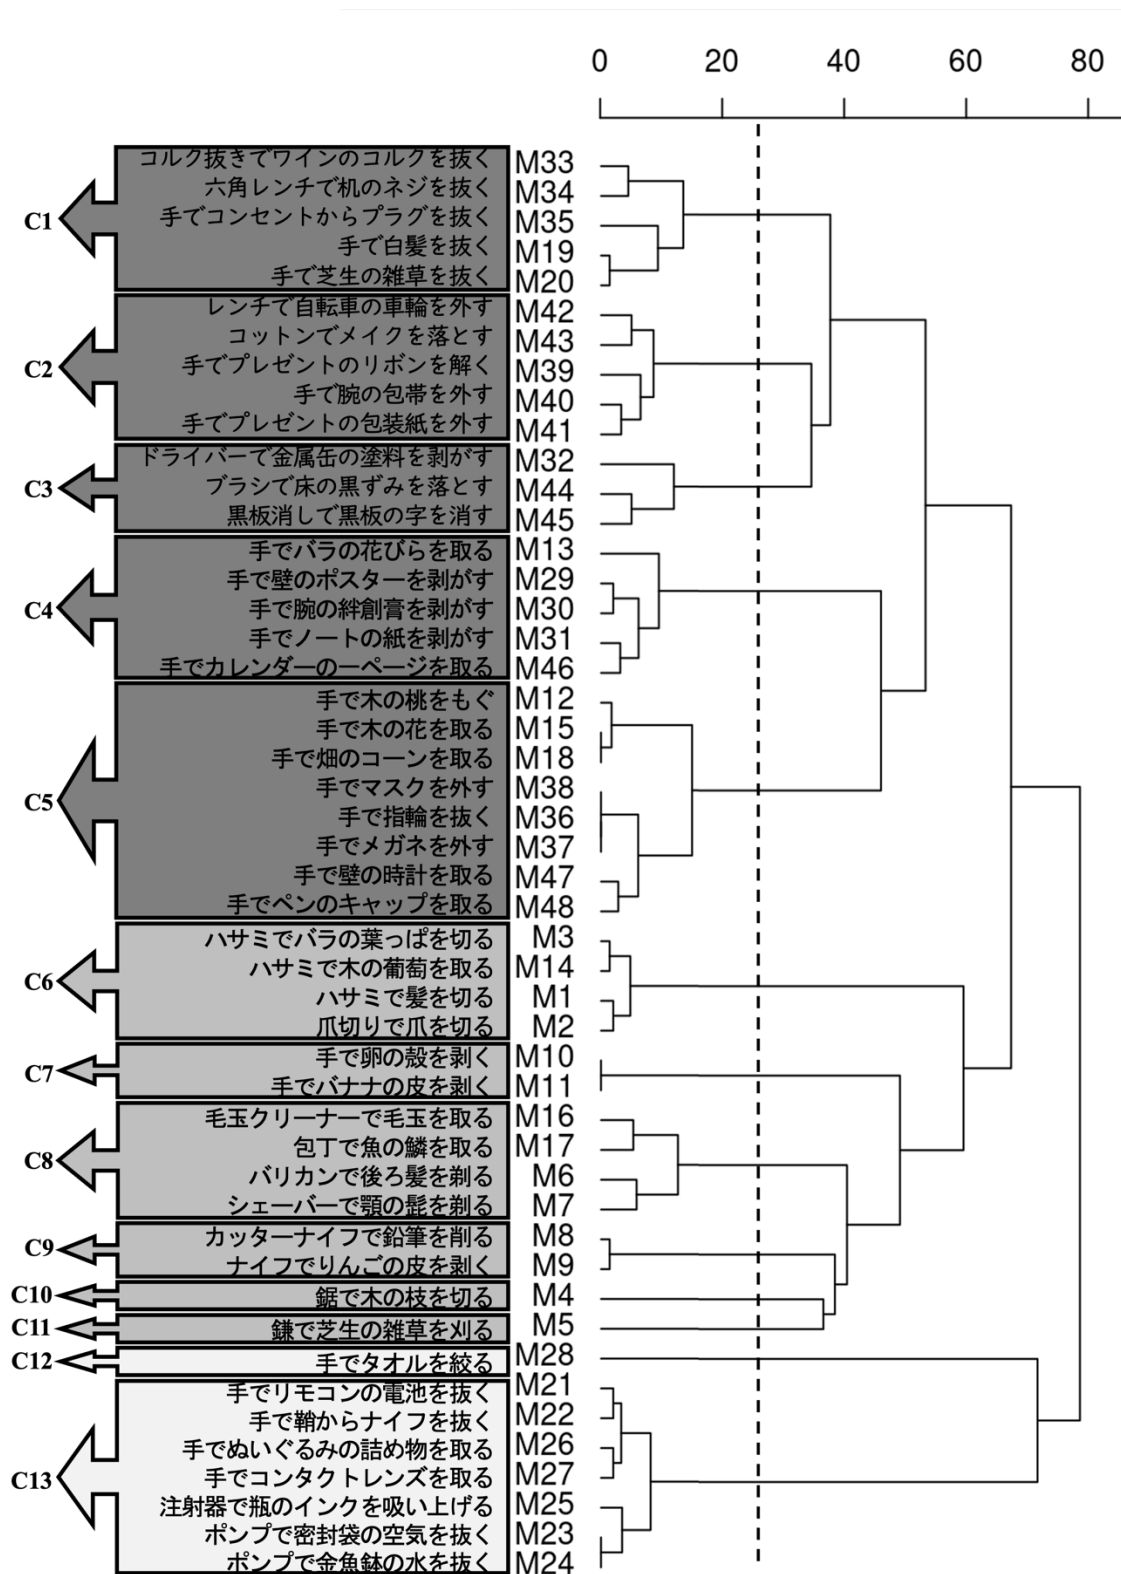 0 20 40 60 80
C1
コルク抜きでワインのコルクを抜く M33
六角レンチで机のネジを抜く M34
手でコンセントからプラグを抜く M35
手で白髪を抜く M19
手で芝生の雑草を抜く M20
C2
レンチで自転車の車輪を外す M42
コットンでメイクを落とす M43
手でプレゼントのリボンを解く M39
手で腕の包帯を外す M40
手でプレゼントの包装紙を外す M41
C3
ドライバーで金属缶の塗料を剥がす M32
ブラシで床の黒ずみを落とす M44
黒板消しで黒板の字を消す M45
C4
手でバラの花びらを取る M13
手で壁のポスターを剥がす M29
手で腕の絆創膏を剥がす M30
手でノートの紙を剥がす M31
手でカレンダーの一ページを取る M46
C5
手で木の桃をもぐ M12
手で木の花を取る M15
手で畑のコーンを取る M18
手でマスクを外す M38
手で指輪を抜く M36
手でメガネを外す M37
手で壁の時計を取る M47
手でペンのキャップを取る M48
C6
ハサミでバラの葉っぱを切る M3
ハサミで木の葡萄を取る M14
ハサミで髪を切る M1
爪切りで爪を切る M2
C7
手で卵の殻を剥く M10
手でバナナの皮を剥く M11
C8
毛玉クリーナーで毛玉を取る M16
包丁で魚の鱗を取る M17
バリカンで後ろ髪を剃る M6
シェーバーで顎の髭を剃る M7
C9
カッターナイフで鉛筆を削る M8
ナイフでりんごの皮を剥く M9
C10
鋸で木の枝を切る M4
C11
鎌で芝生の雑草を刈る M5
C12
手でタオルを絞る M28
C13
手でリモコンの電池を抜く M21
手で鞘からナイフを抜く M22
手でぬいぐるみの詰め物を取る M26
手でコンタクトレンズを取る M27
注射器で瓶のインクを吸い上げる M25
ポンプで密封袋の空気を抜く M23
ポンプで金魚鉢の水を抜く M24